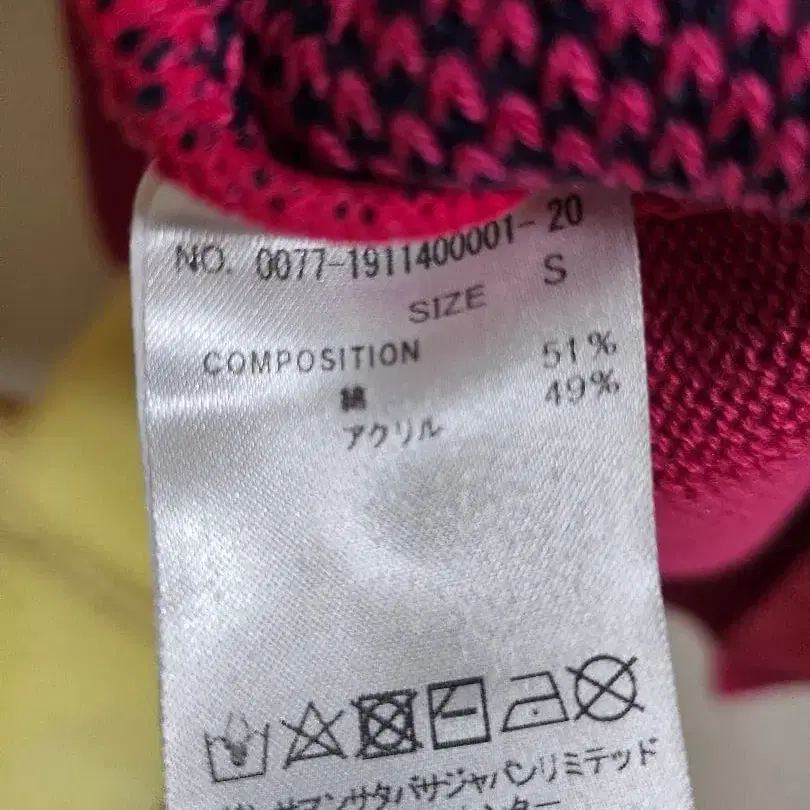 NO. 0077-1911400001-20
SIZE S
COMPOSITION
綿 51%
アクリル 49%
サマンサタバサジャパンリミテッド